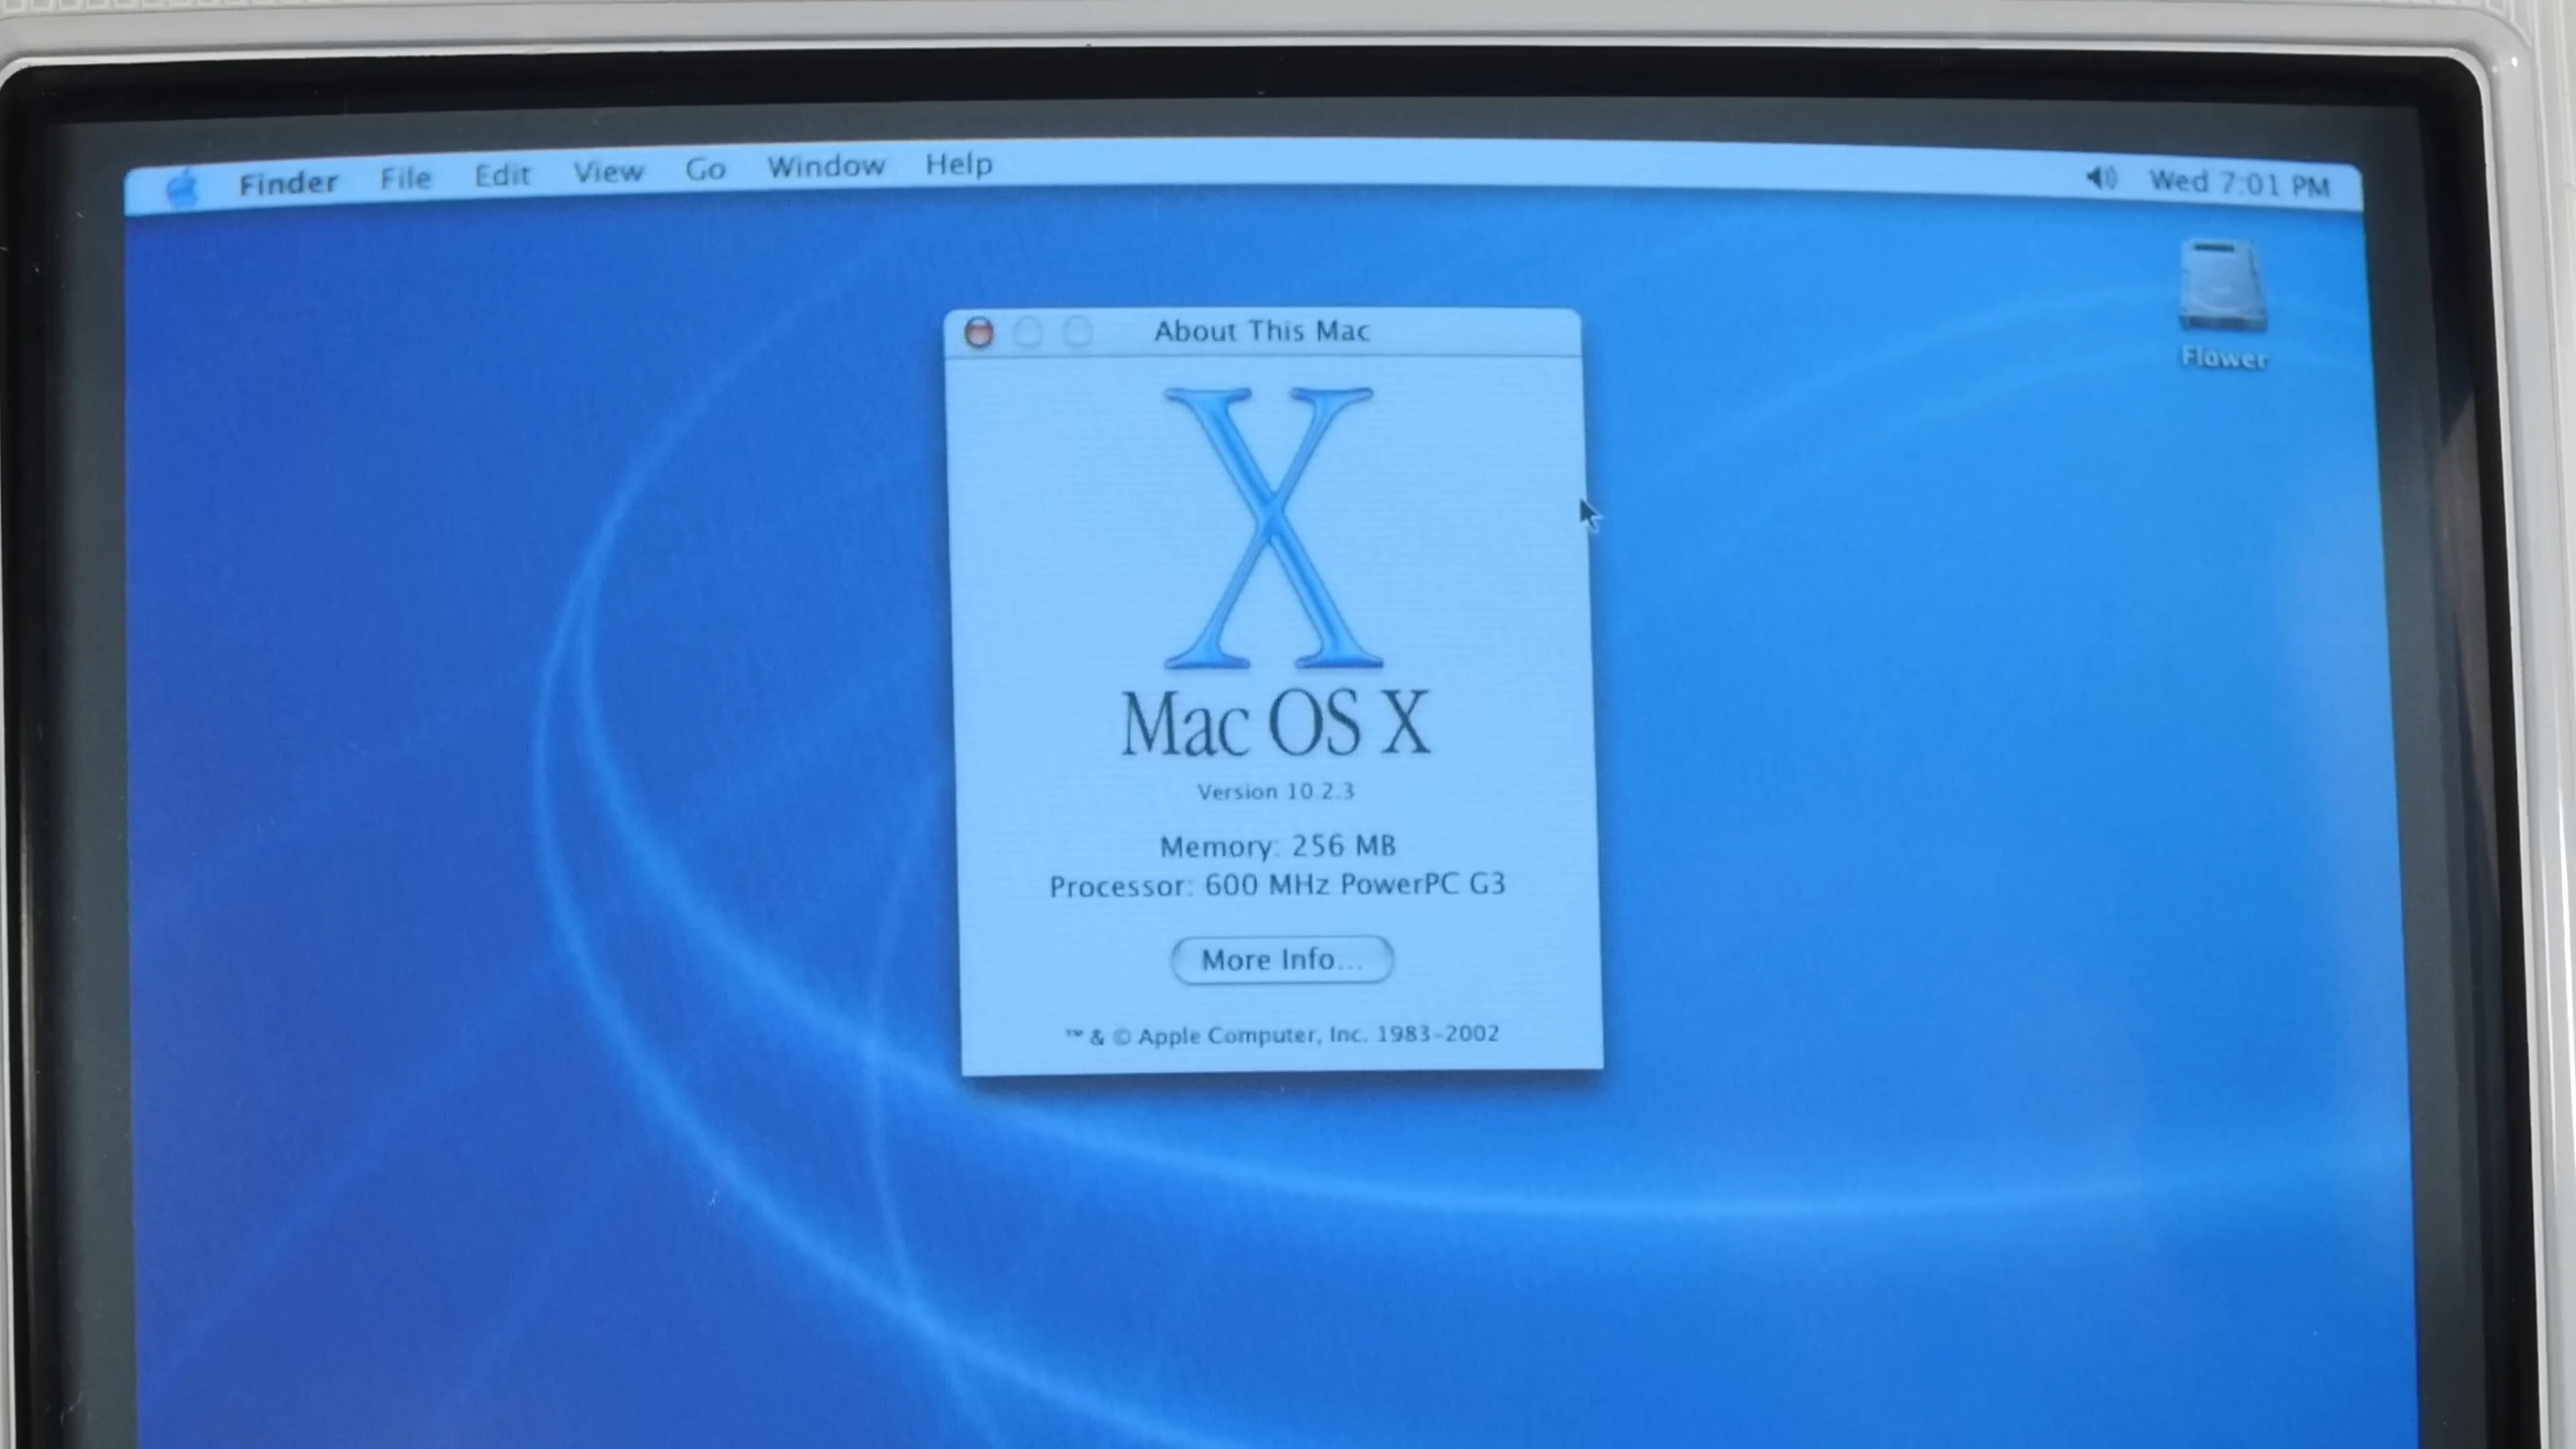 Finder File Edit View Go Window Help Wed 7:01 PM
Flower
About This Mac
X
Mac OS X
Version 10.2.3
Memory: 256 MB
Processor: 600 MHz PowerPC G3
More Info...
™ & © Apple Computer, Inc. 1983-2002